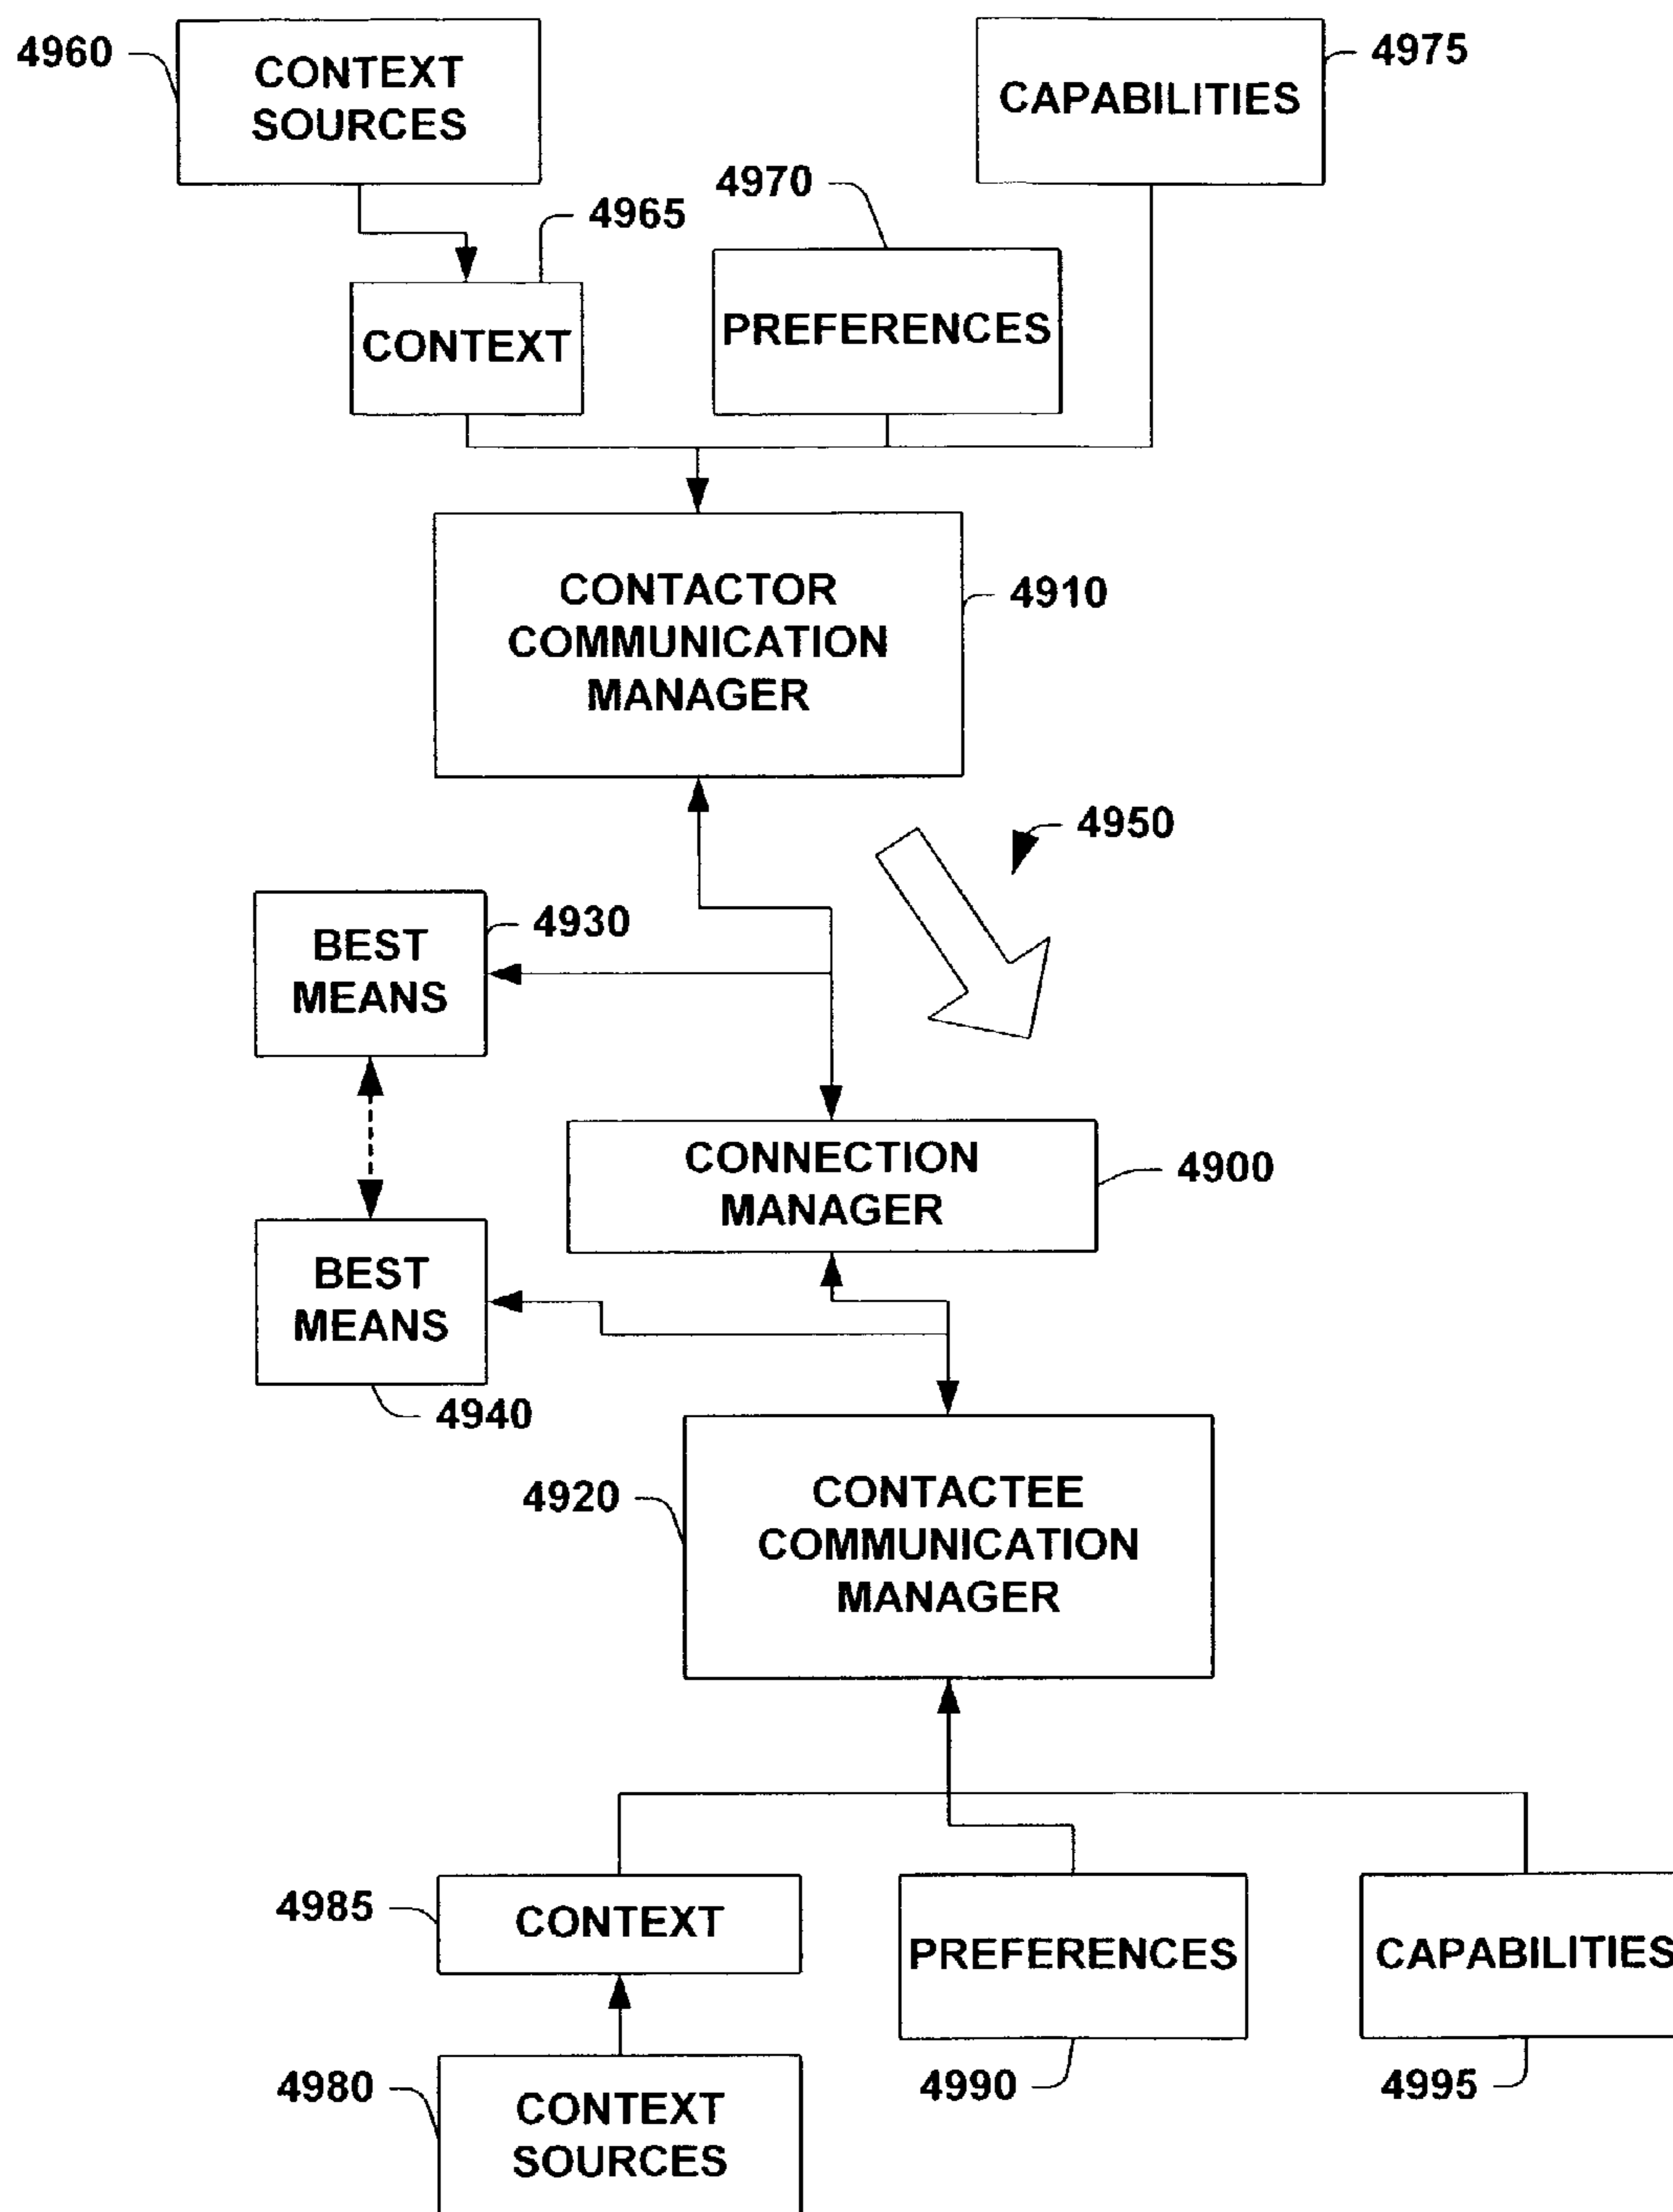 4960
CONTEXT
SOURCES
CAPABILITIES
4975
4970
4965
CONTEXT
PREFERENCES
CONTACTOR
COMMUNICATION
MANAGER
4910
4950
BEST
MEANS
4930
CONNECTION
MANAGER
4900
BEST
MEANS
4940
4920
CONTACTEE
COMMUNICATION
MANAGER
4985
CONTEXT
PREFERENCES
CAPABILITIES
4980
CONTEXT
SOURCES
4990
4995